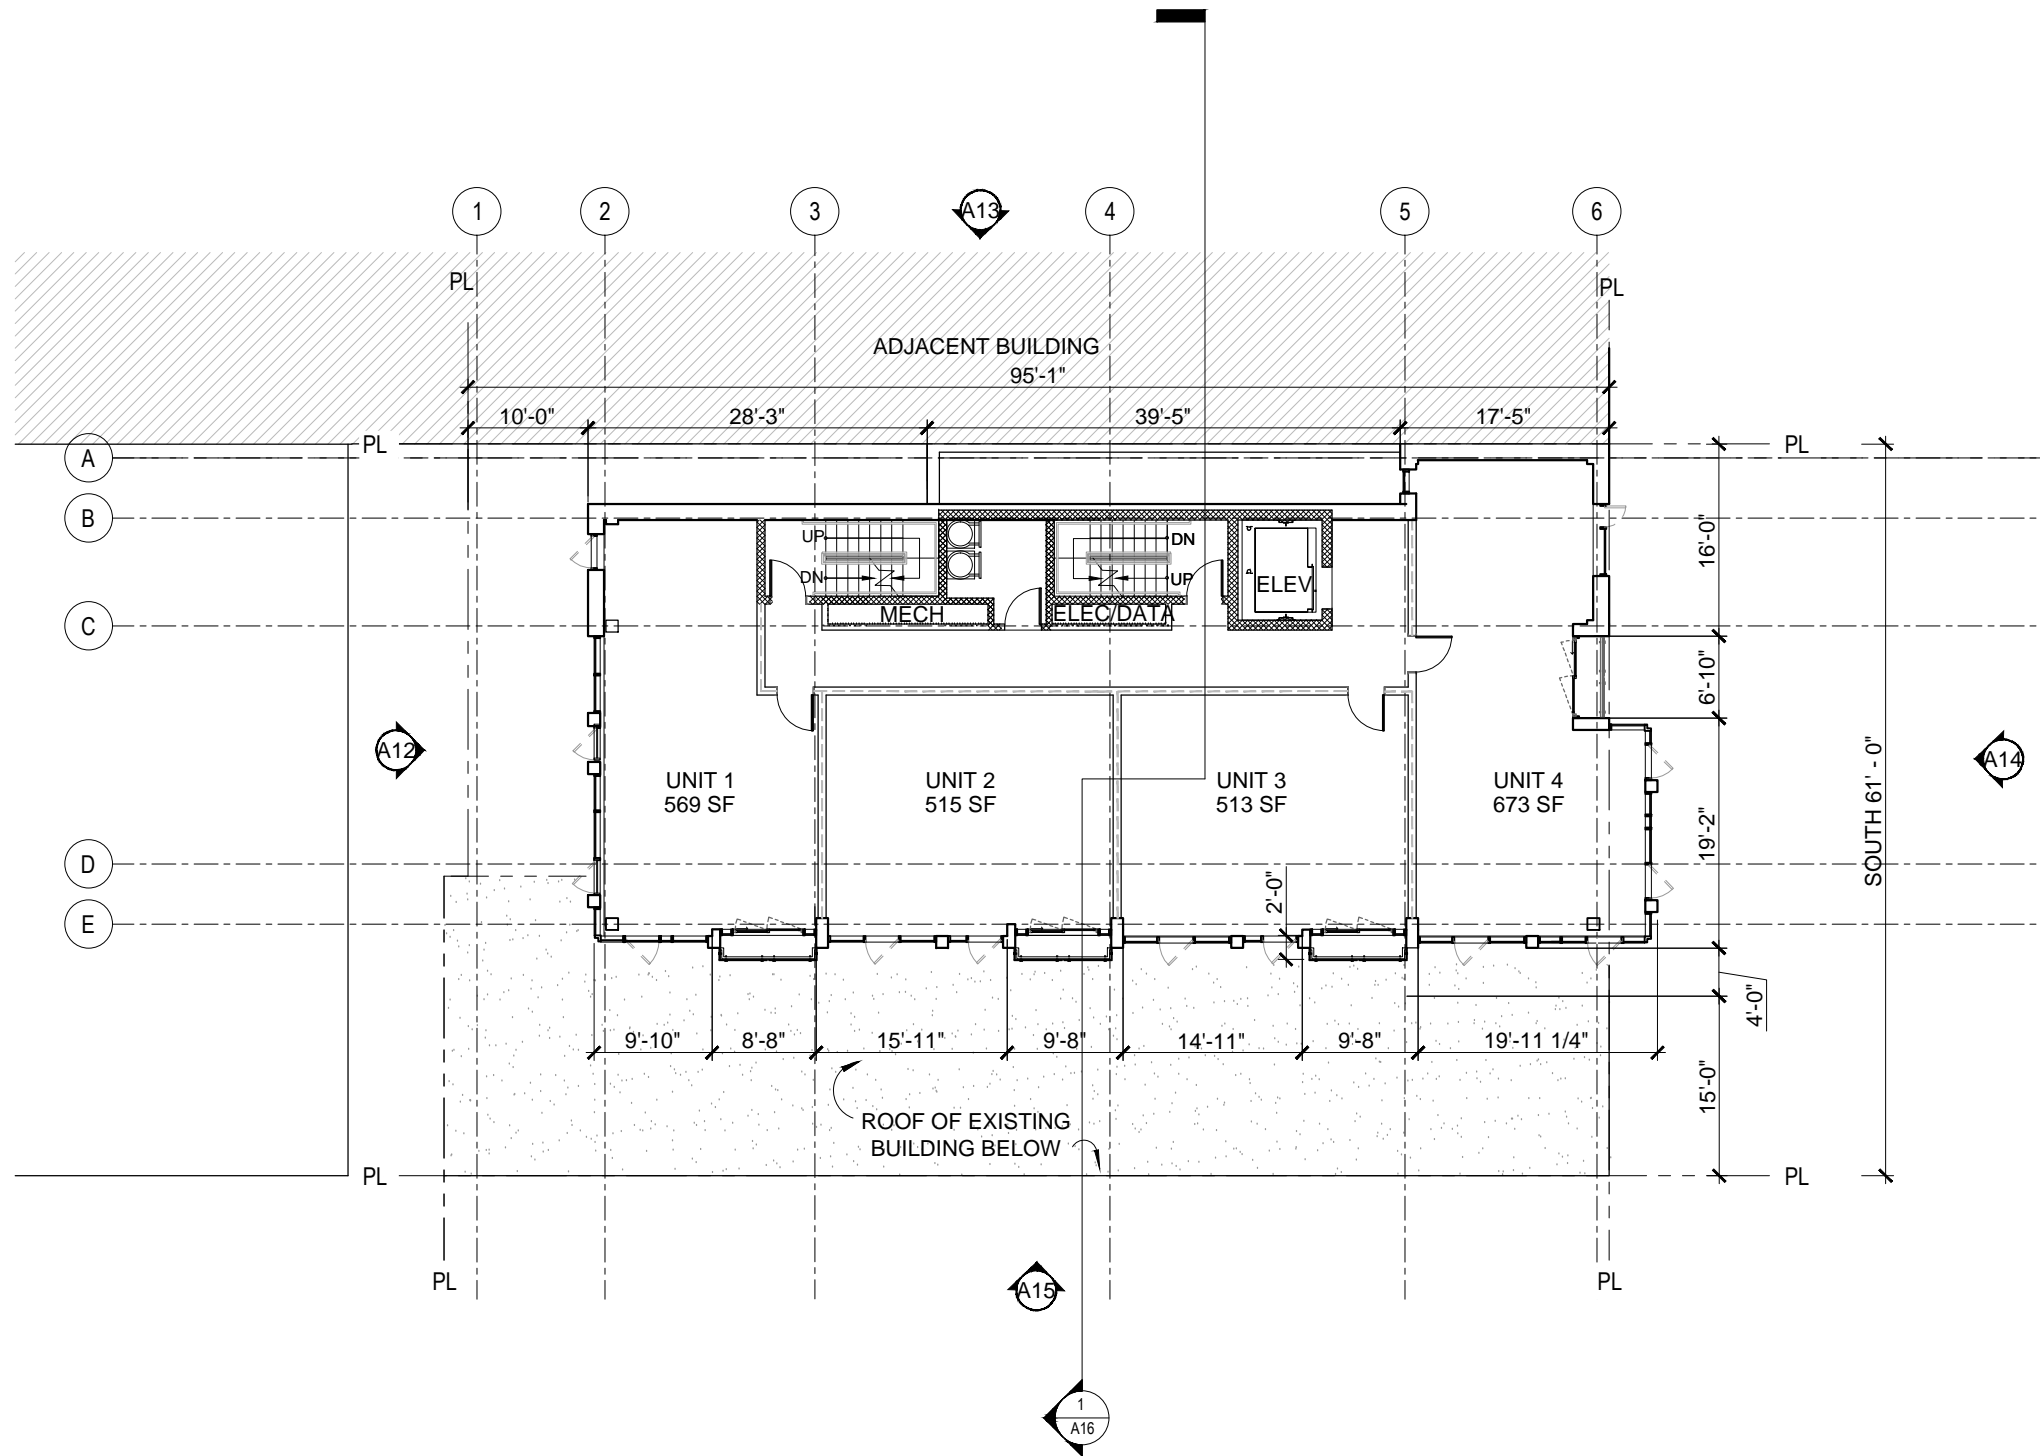 1
2
3
4
5
6
A13
PL
PL
ADJACENT BUILDING
95'-1"
10'-0"
28'-3"
39'-5"
17'-5"
A
PL
PL
B
UP
DN
DN
UP
ELEV
16'-0"
MECH
ELEC/DATA
C
6'-10"
A12
A14
UNIT 1
569 SF
UNIT 2
515 SF
UNIT 3
513 SF
UNIT 4
673 SF
SOUTH 61' - 0"
19'-2"
D
2'-0"
E
4'-0"
9'-10"
8'-8"
15'-11"
9'-8"
14'-11"
9'-8"
19'-11 1/4"
15'-0"
ROOF OF EXISTING
BUILDING BELOW
PL
PL
PL
PL
A15
1
A16